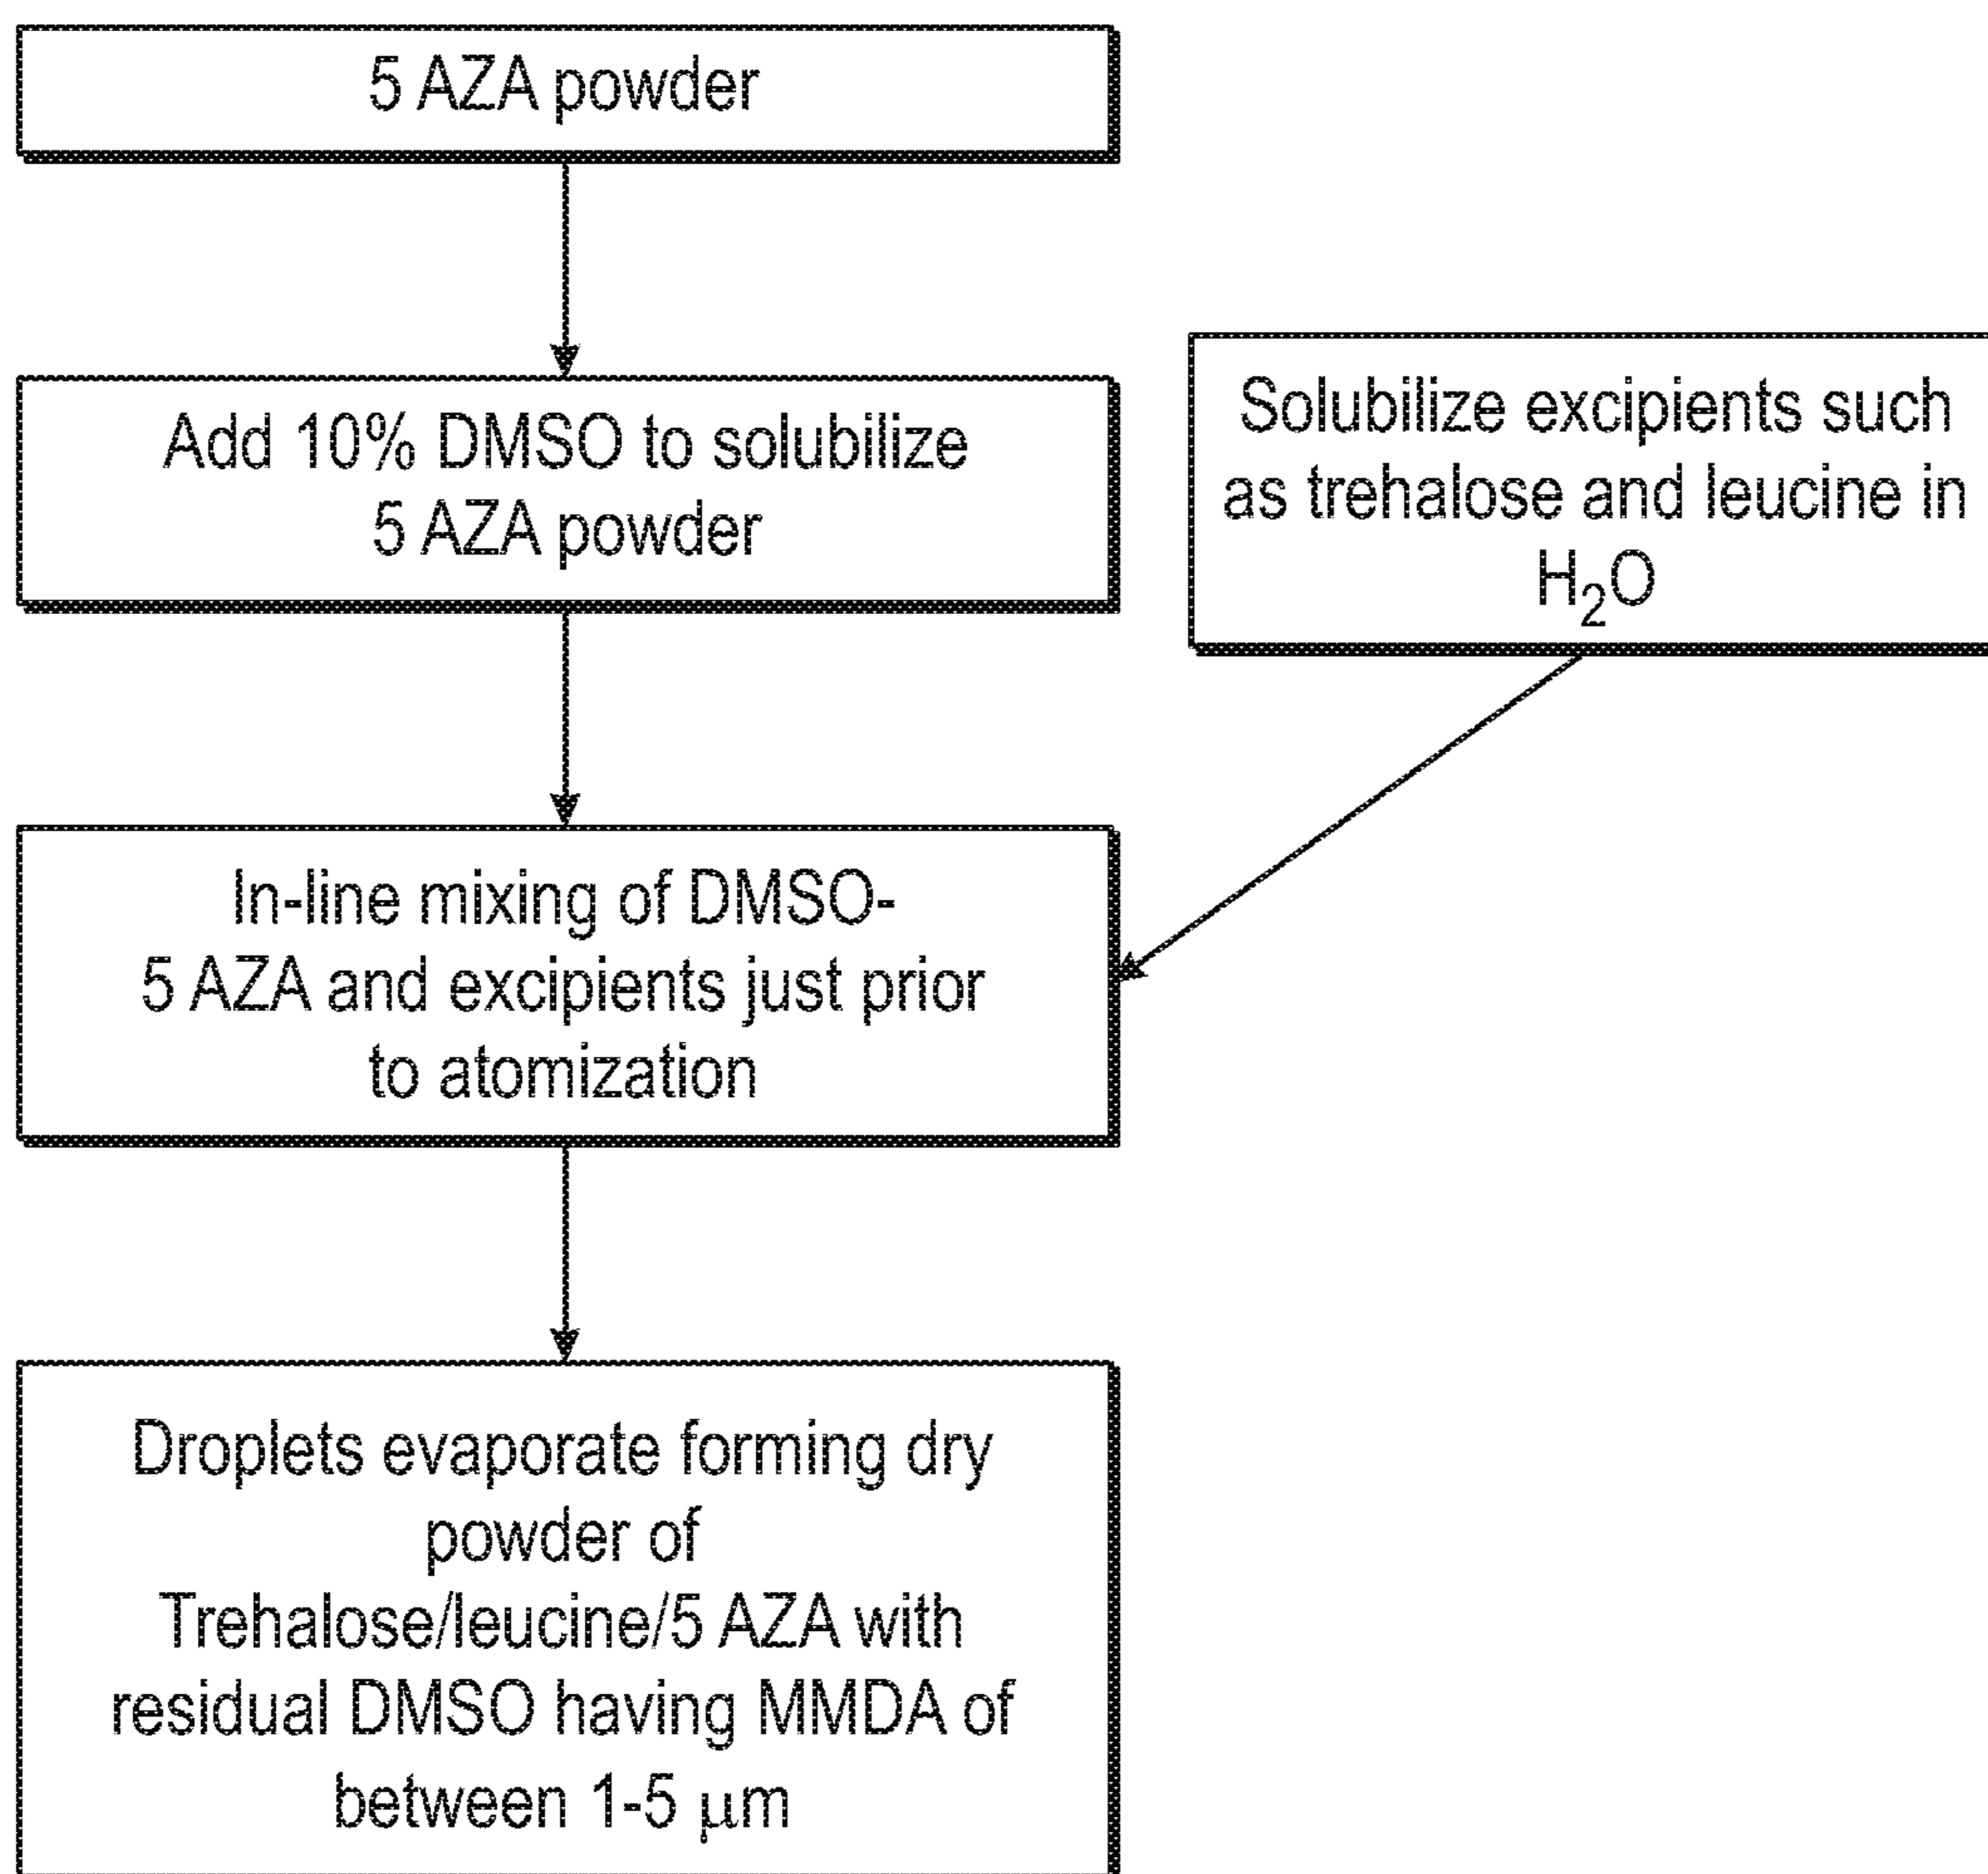 5 AZA powder
Add 10% DMSO to solubilize
5 AZA powder
Solubilize excipients such
as trehalose and leucine in
H₂O
In-line mixing of DMSO-
5 AZA and excipients just prior
to atomization
Droplets evaporate forming dry
powder of
Trehalose/leucine/5 AZA with
residual DMSO having MMDA of
between 1-5 μm